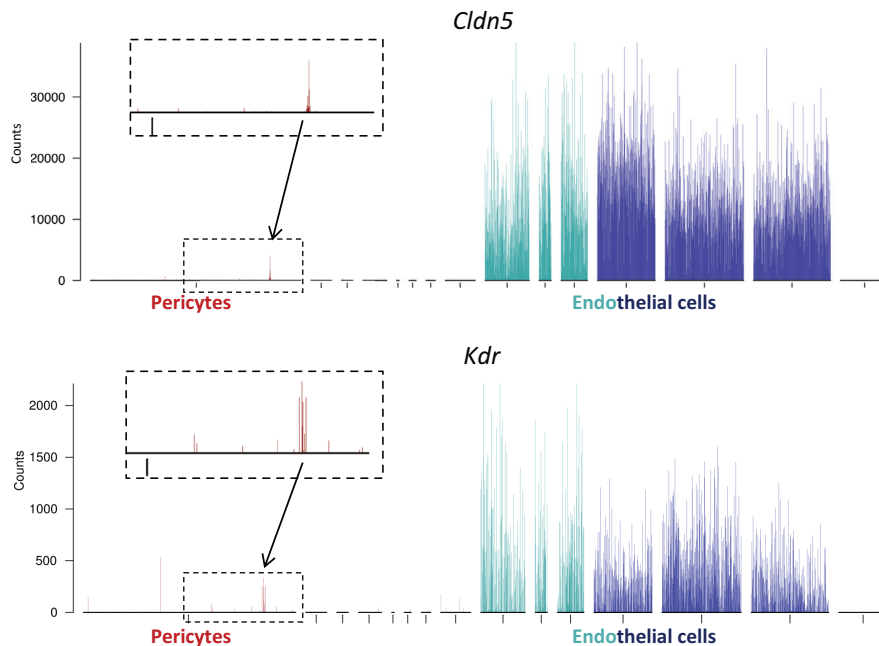 Cldn5
Counts
30000
20000
10000
0
Pericytes
Endothelial cells
Kdr
Counts
2000
1500
1000
500
0
Pericytes
Endothelial cells